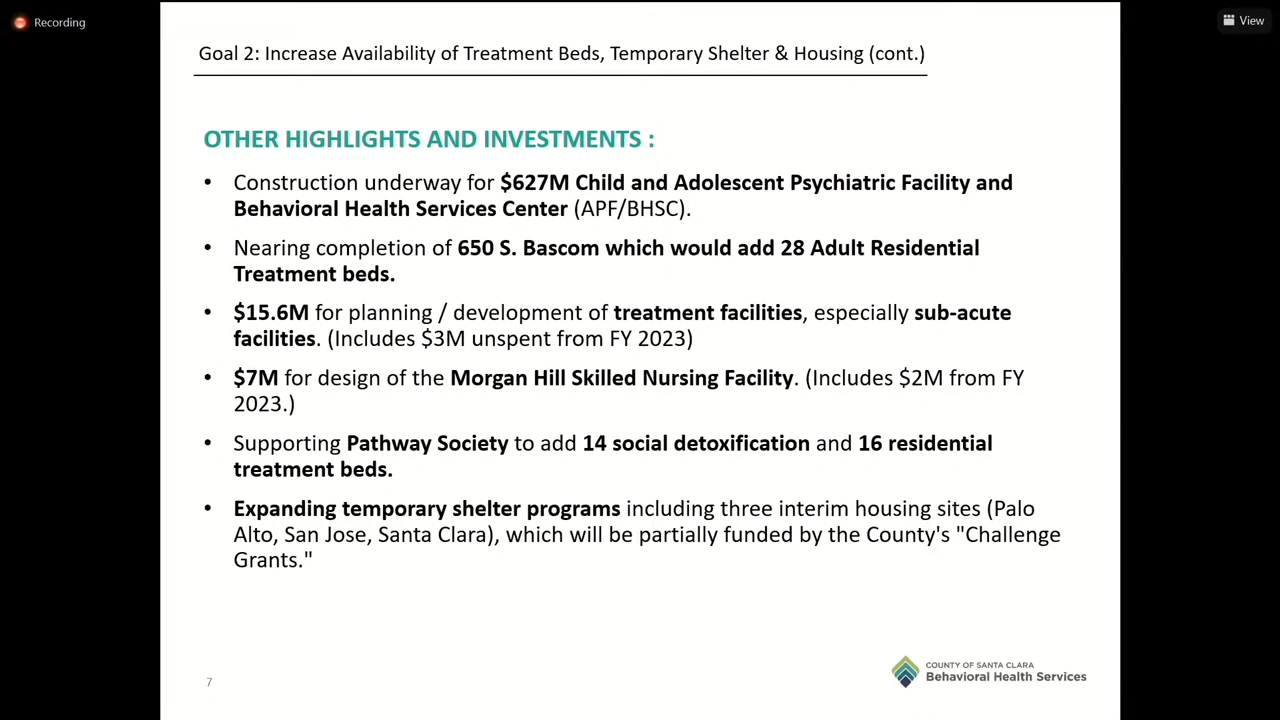 Recording
View
Goal 2: Increase Availability of Treatment Beds, Temporary Shelter & Housing (cont.)
OTHER HIGHLIGHTS AND INVESTMENTS :
• Construction underway for $627M Child and Adolescent Psychiatric Facility and
Behavioral Health Services Center (APF/BHSC).
• Nearing completion of 650 S. Bascom which would add 28 Adult Residential
Treatment beds.
• $15.6M for planning / development of treatment facilities, especially sub-acute
facilities. (Includes $3M unspent from FY 2023)
• $7M for design of the Morgan Hill Skilled Nursing Facility. (Includes $2M from FY
2023.)
• Supporting Pathway Society to add 14 social detoxification and 16 residential
treatment beds.
• Expanding temporary shelter programs including three interim housing sites (Palo
Alto, San Jose, Santa Clara), which will be partially funded by the County's "Challenge
Grants."
7
COUNTY OF SANTA CLARA
Behavioral Health Services